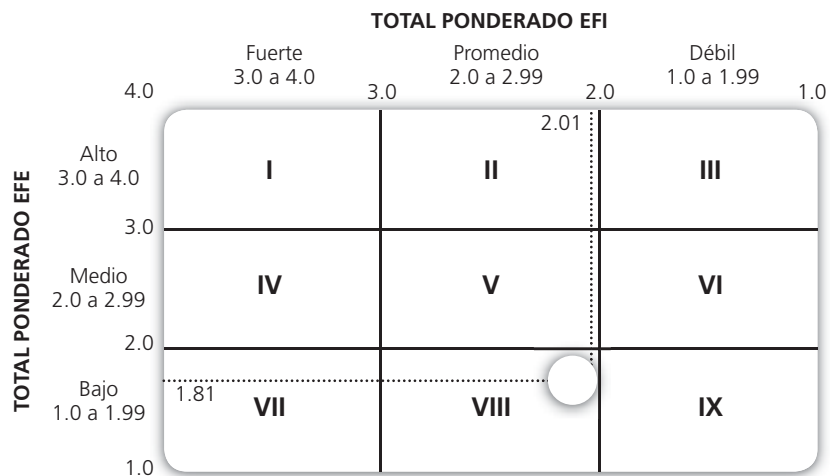 TOTAL PONDERADO EFI
Fuerte
3.0 a 4.0
Promedio
2.0 a 2.99
Débil
1.0 a 1.99
4.0
3.0
2.0
1.0
TOTAL PONDERADO EFE
Alto
3.0 a 4.0
2.01
I
II
III
3.0
Medio
2.0 a 2.99
IV
V
VI
2.0
Bajo
1.0 a 1.99
1.81
VII
VIII
IX
1.0